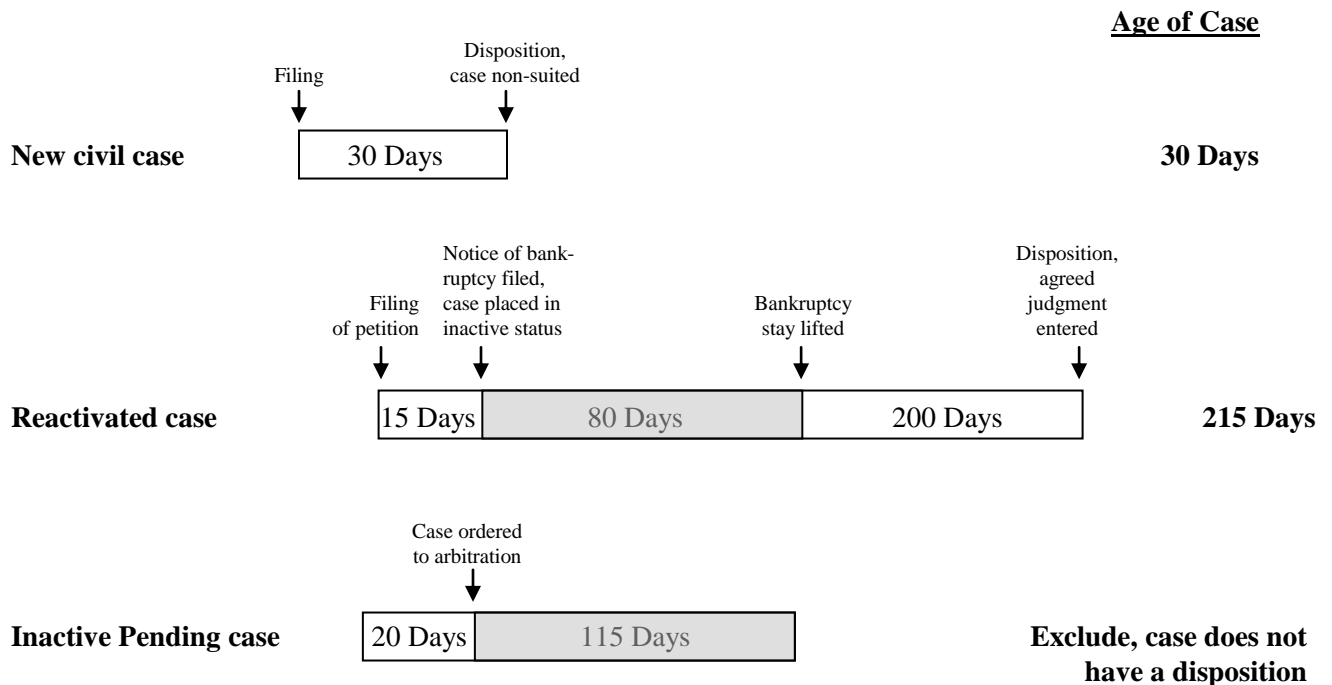 Age of Case
Disposition,
case non-suited
Filing
New civil case
30 Days
30 Days
Notice of bank-
ruptcy filed,
case placed in
inactive status
Filing
of petition
Bankruptcy
stay lifted
Disposition,
agreed
judgment
entered
Reactivated case
15 Days
80 Days
200 Days
215 Days
Case ordered
to arbitration
Inactive Pending case
20 Days
115 Days
Exclude, case does not
have a disposition